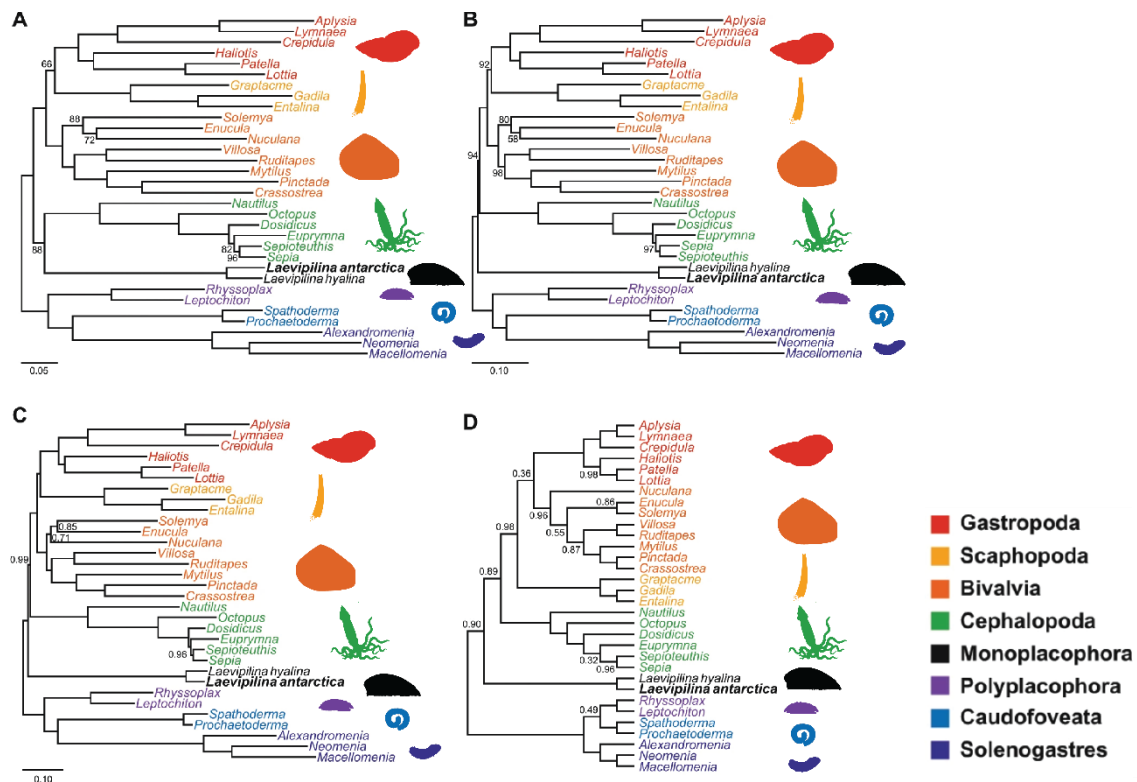 A
Aplysia
Lymnaea
Crepidula
Haliotis
66
Patella
Lottia
Graptacme
Gadila
Entalina
88
Solemya
Enucula
72
Nuculana
Villosa
Ruditapes
Mytilus
Pinctada
Crassostrea
Nautilus
Octopus
Dosidicus
Euprymna
88
82
Sepioteuthis
96
Sepia
Laevipilina antarctica
Laevipilina hyalina
Rhyssoplax
Leptochiton
Spathoderma
Prochaetoderma
Alexandromenia
Neomenia
Macellomenia
0.05
B
Aplysia
Lymnaea
Crepidula
Haliotis
92
Patella
Lottia
Graptacme
Gadila
Entalina
80
Solemya
Enucula
58
Nuculana
94
Villosa
Ruditapes
98
Mytilus
Pinctada
Crassostrea
Nautilus
Octopus
Dosidicus
Euprymna
97
Sepia
Sepioteuthis
Laevipilina hyalina
Laevipilina antarctica
Rhyssoplax
Leptochiton
Spathoderma
Prochaetoderma
Alexandromenia
Neomenia
Macellomenia
0.10
C
Aplysia
Lymnaea
Crepidula
Haliotis
Patella
Lottia
Graptacme
Gadila
Entalina
Solemya
0.85
Enucula
0.71
Nuculana
Villosa
0.99
Ruditapes
Mytilus
Pinctada
Crassostrea
Nautilus
Octopus
Dosidicus
Euprymna
0.96
Sepioteuthis
Sepia
Laevipilina hyalina
Laevipilina antarctica
Rhyssoplax
Leptochiton
Spathoderma
Prochaetoderma
Alexandromenia
Neomenia
Macellomenia
0.10
D
Aplysia
Lymnaea
Crepidula
Haliotis
0.36
0.98
Patella
Lottia
Nuculana
0.86
Enucula
0.96
Solemya
Villosa
0.55
Ruditapes
0.98
Mytilus
0.87
Pinctada
Crassostrea
0.89
Graptacme
Gadila
Entalina
Nautilus
0.90
Octopus
Dosidicus
Euprymna
0.32
Sepioteuthis
0.96
Sepia
Laevipilina hyalina
Laevipilina antarctica
Rhyssoplax
0.49
Leptochiton
Spathoderma
Prochaetoderma
Alexandromenia
Neomenia
Macellomenia
Gastropoda
Scaphopoda
Bivalvia
Cephalopoda
Monoplacophora
Polyplacophora
Caudofoveata
Solenogastres